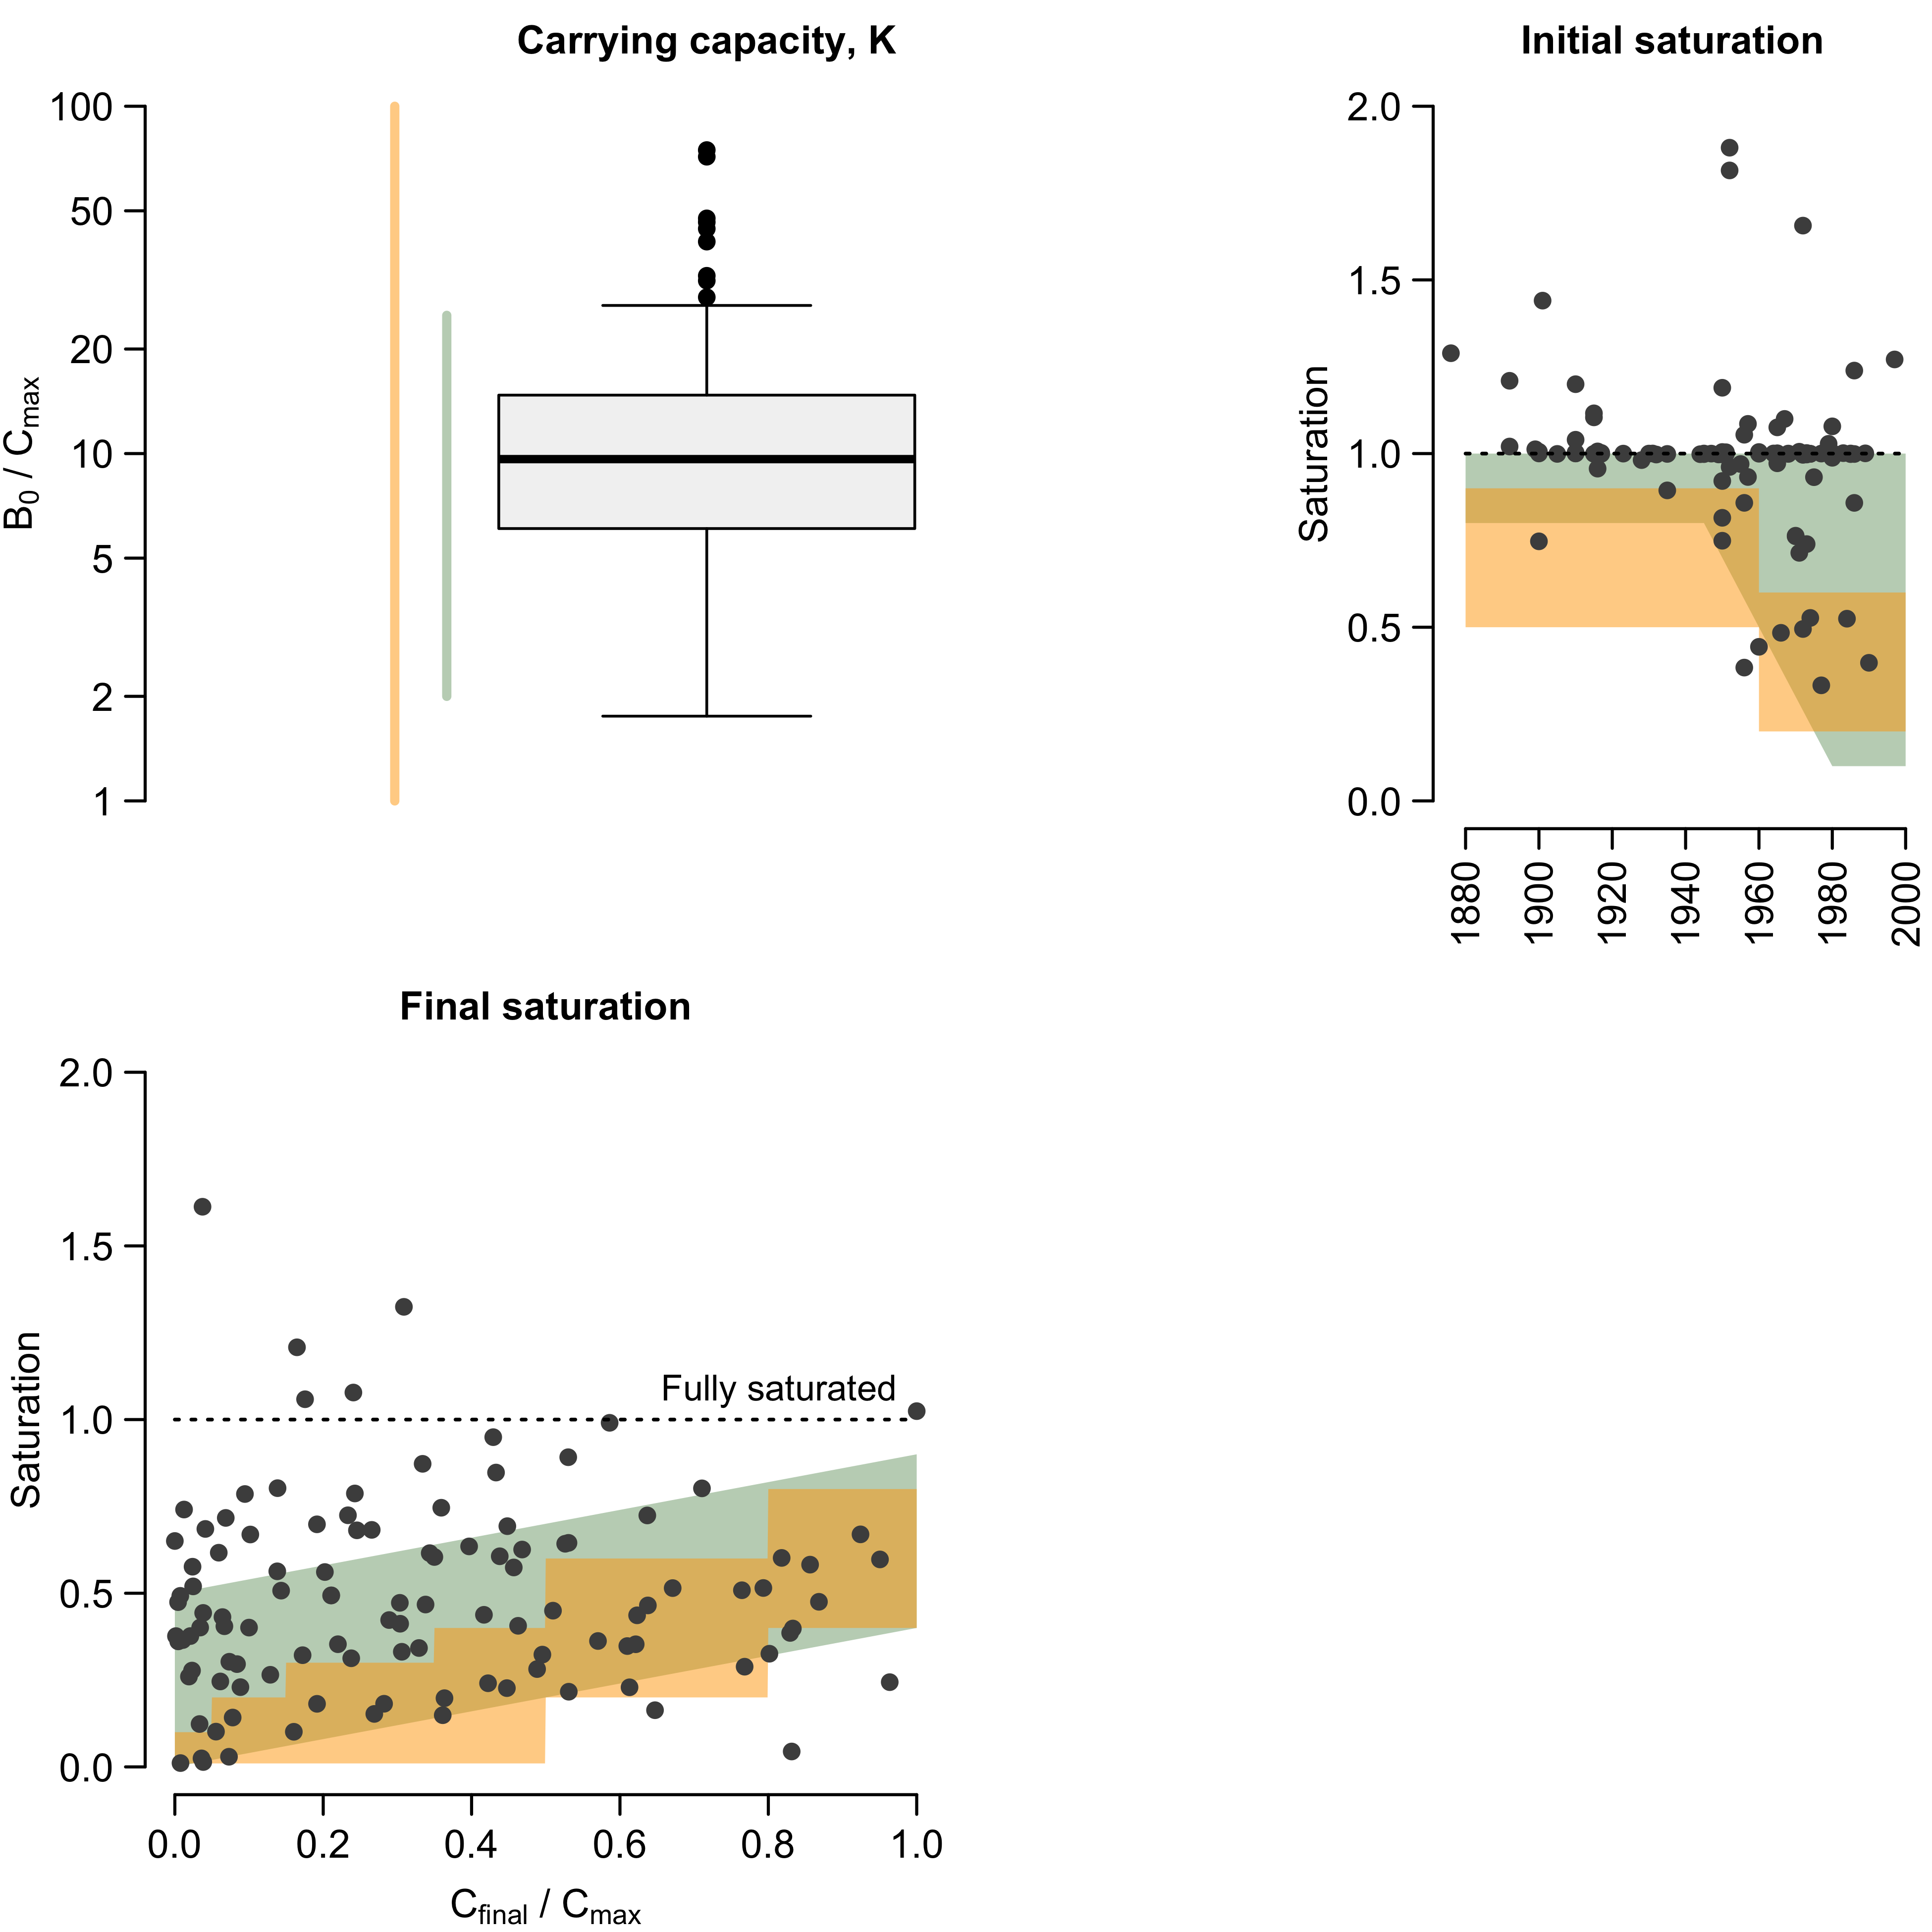 Carrying capacity, K
100
50
20
10
5
2
1
B0 / Cmax
Initial saturation
2.0
1.5
1.0
0.5
0.0
Saturation
1880
1900
1920
1940
1960
1980
2000
Final saturation
2.0
1.5
1.0
0.5
0.0
Saturation
Fully saturated
0.0 0.2 0.4 0.6 0.8 1.0
Cfinal / Cmax